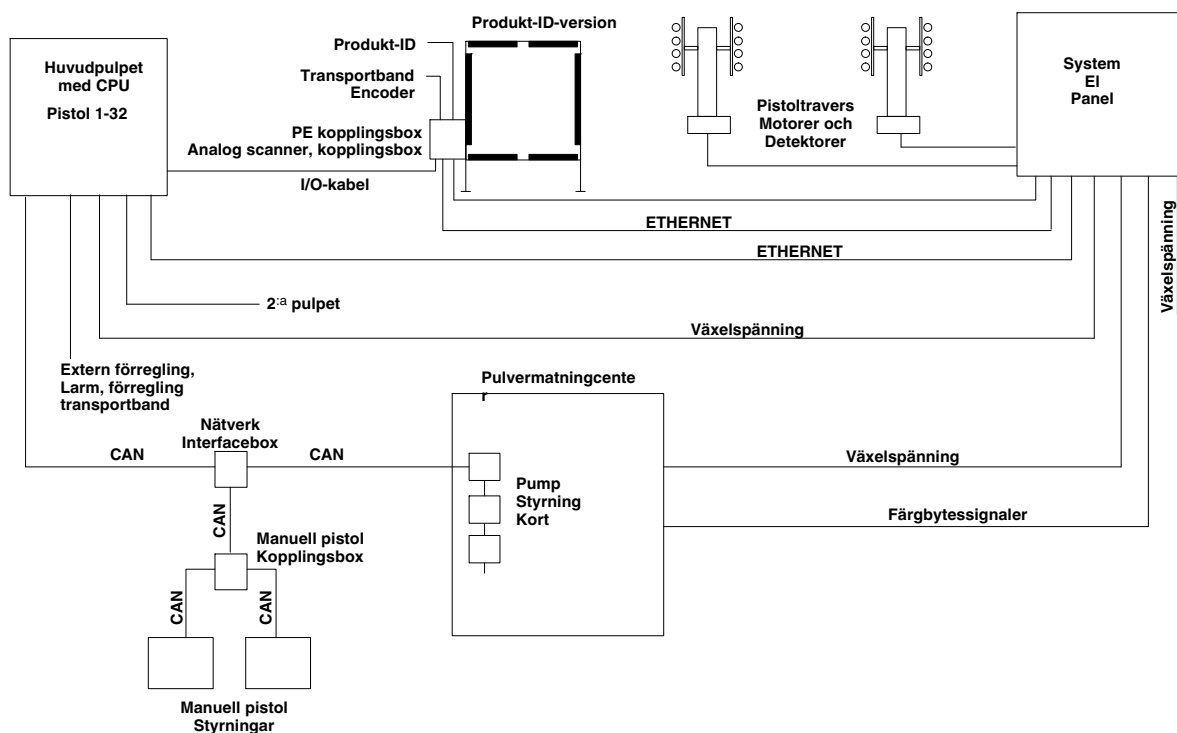 Produkt-ID-version
Produkt-ID
Transportband
Encoder
PE kopplingsbox
Analog scanner, kopplingsbox
I/O-kabel
Huvudpulpet
med CPU
Pistol 1-32
Pistoltravers
Motorer och
Detektorer
System
El
Panel
ETHERNET
ETHERNET
Växelspänning
2:a pulpet
Växelspänning
Extern förregling,
Larm, förregling
transportband
Pulvermatningcente
r
Nätverk
Interfacebox
CAN
CAN
Växelspänning
Pump
Styrning
Kort
CAN
Färgbytessignaler
Manuell pistol
Kopplingsbox
CAN
CAN
Manuell pistol
Styrningar